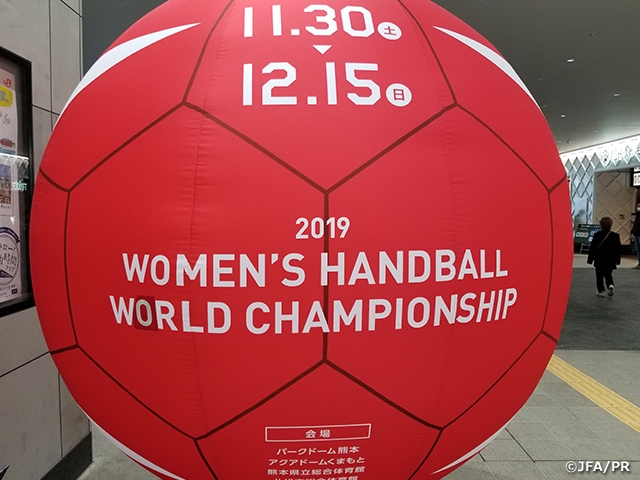 11.30土
12.15日
2019
WOMEN'S HANDBALL
WORLD CHAMPIONSHIP
会場
パークドーム熊本
アクアドームくまもと
熊本県立総合体育館
©JFA/PR